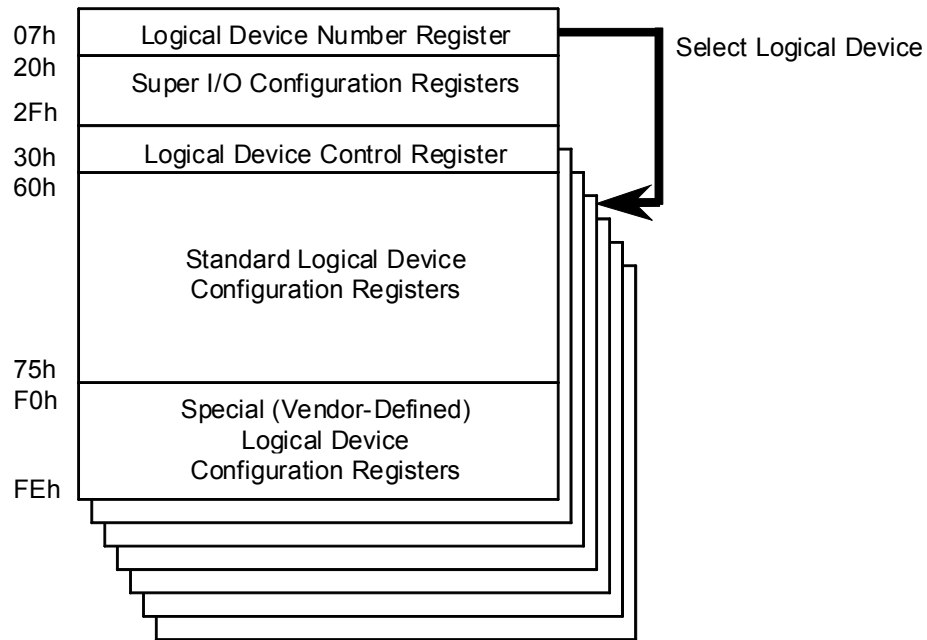 07h
Logical Device Number Register
Select Logical Device
20h
Super I/O Configuration Registers
2Fh
30h
Logical Device Control Register
60h
Standard Logical Device
Configuration Registers
75h
F0h
Special (Vendor-Defined)
Logical Device
Configuration Registers
FEh